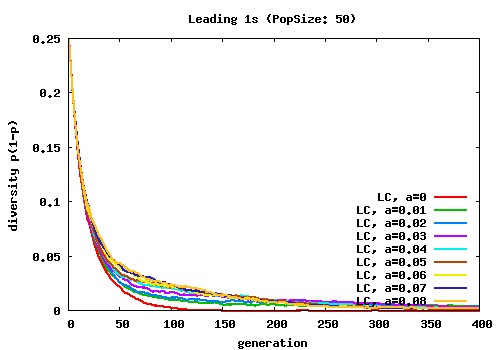 Leading 1s (PopSize: 50)
0.25
0.2
0.15
0.1
0.05
0
diversity p(1-p)
LC, a=0
LC, a=0.01
LC, a=0.02
LC, a=0.03
LC, a=0.04
LC, a=0.05
LC, a=0.06
LC, a=0.07
LC, a=0.08
0 50 100 150 200 250 300 350 400
generation